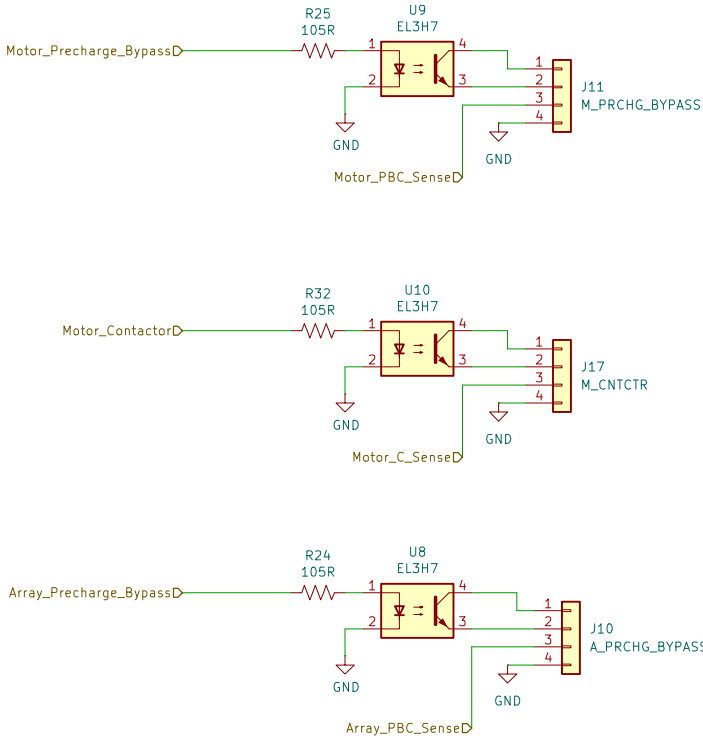 U9
EL3H7
R25
105R
Motor_Precharge_Bypass
1
2
4
3
1
2
3
4
J11
M_PRCHG_BYPASS
GND
GND
Motor_PBC_Sense
U10
EL3H7
R32
105R
Motor_Contactor
1
2
4
3
1
2
3
4
J17
M_CNTCTR
GND
GND
Motor_C_Sense
U8
EL3H7
R24
105R
Array_Precharge_Bypass
1
2
4
3
1
2
3
4
J10
A_PRCHG_BYPASS
GND
GND
Array_PBC_Sense